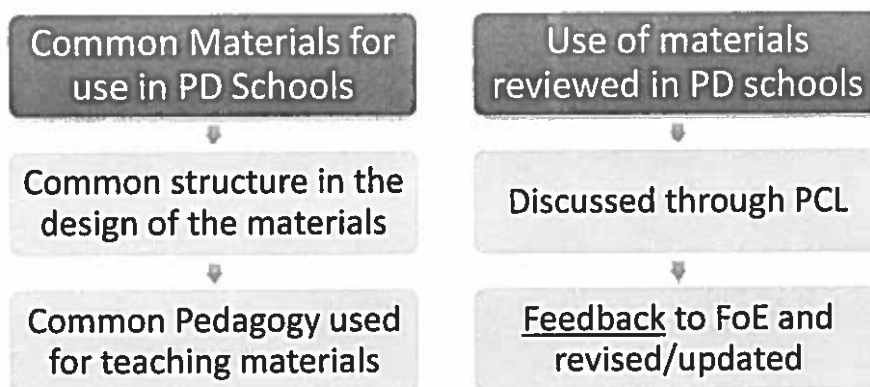 Common Materials for
use in PD Schools
Common structure in the
design of the materials
Common Pedagogy used
for teaching materials
Use of materials
reviewed in PD schools
Discussed through PCL
Feedback to FoE and
revised/updated